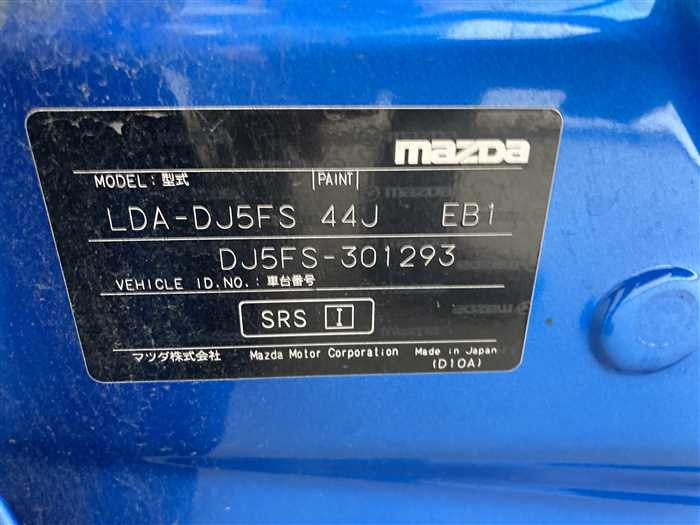 mazda
MODEL：型式 PAINT
LDA-DJ5FS 44J EB1
DJ5FS-301293
VEHICLE ID.NO.：車台番号
SRS I
マツダ株式会社 Mazda Motor Corporation Made in Japan
(D10A)